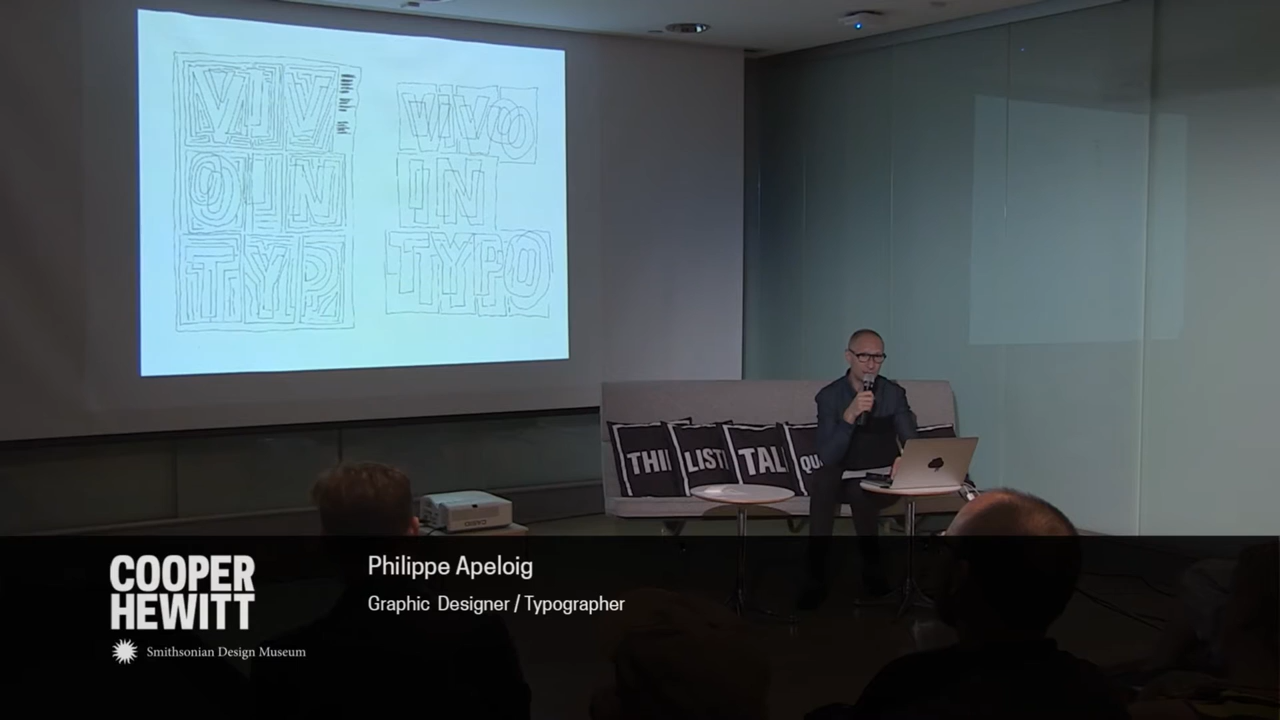 VIV
OIN
TYP
VIVO
IN
TYPO
THI
LIST
TAL
QU
COOPER
HEWITT
Smithsonian Design Museum
Philippe Apeloig
Graphic Designer / Typographer